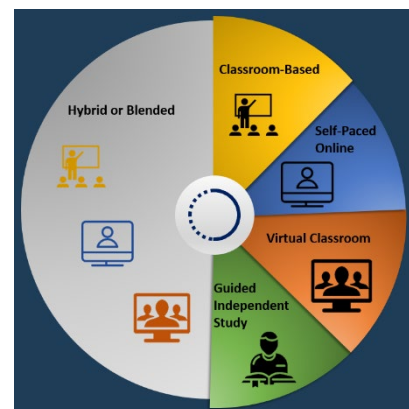 Classroom-Based
Hybrid or Blended
Self-Paced
Online
Virtual Classroom
Guided
Independent
Study